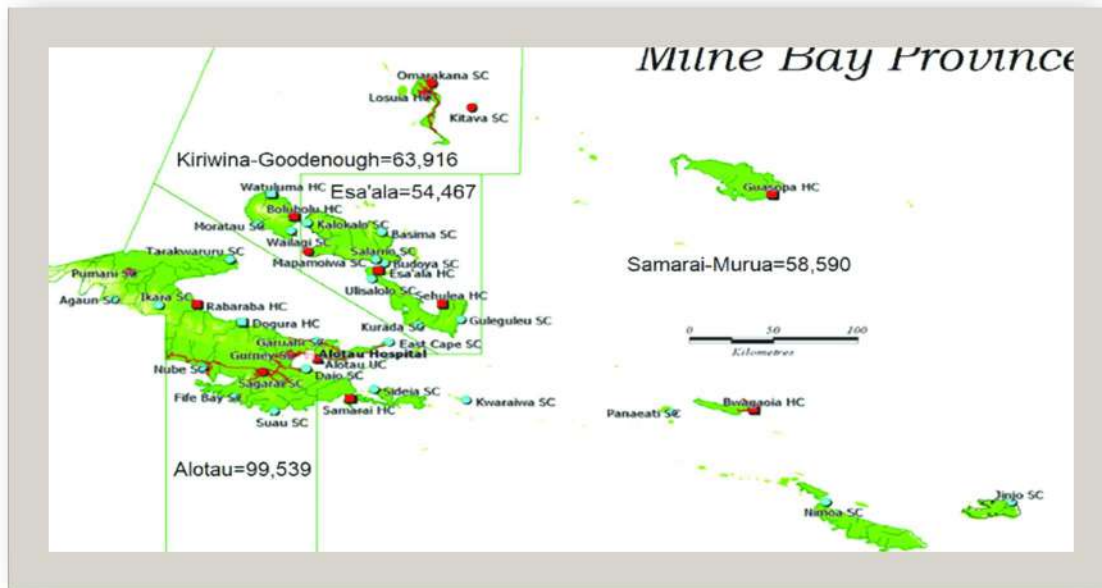 Milne Bay Province
Omarakana SC
Losuia HC
Kitava SC
Kiriwina-Goodenough=63,916
Watuluma HC
Esa'ala=54,467
Guasopa HC
Bolubolu HC
Moratau SC
Kalokalo SC
Basima SC
Wailagi SC
Tarakwaruru SC
Mapamoiwa SC
Salamo SC
Budoya SC
Samarai-Murua=58,590
Pumani SC
Esa'ala HC
Ulisalolo SC
Sehulea HC
Agaun SC
Ikara SC
Rabaraba HC
Dogura HC
Kurada SC
Guleguleu SC
0 50 100
Kilometres
Garuahi SC
East Cape SC
Gurney SC
Alotau Hospital
Alotau UC
Nube SC
Daio SC
Sagarai SC
Sideia SC
Fife Bay SC
Samarai HC
Kwaraiwa SC
Panaeati SC
Bwagaoia HC
Suau SC
Alotau=99,539
Nimoa SC
Jinjo SC